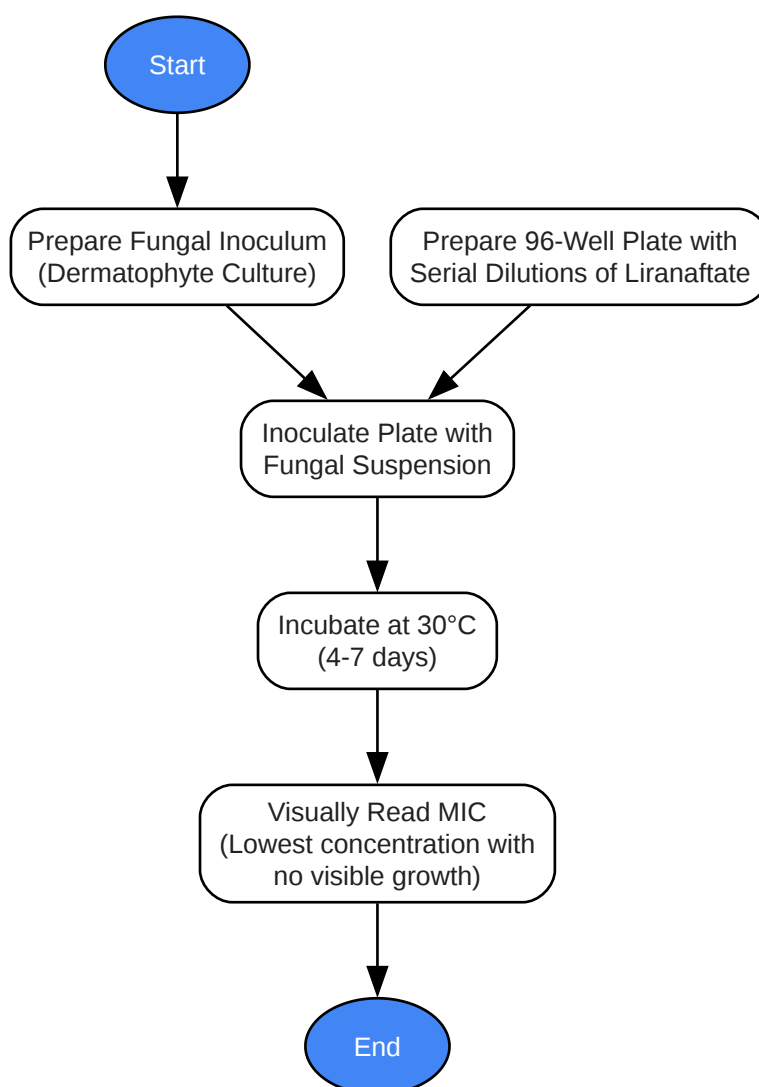 Start
Prepare Fungal Inoculum
(Dermatophyte Culture)
Prepare 96-Well Plate with
Serial Dilutions of Liranaftate
Inoculate Plate with
Fungal Suspension
Incubate at 30°C
(4-7 days)
Visually Read MIC
(Lowest concentration with
no visible growth)
End